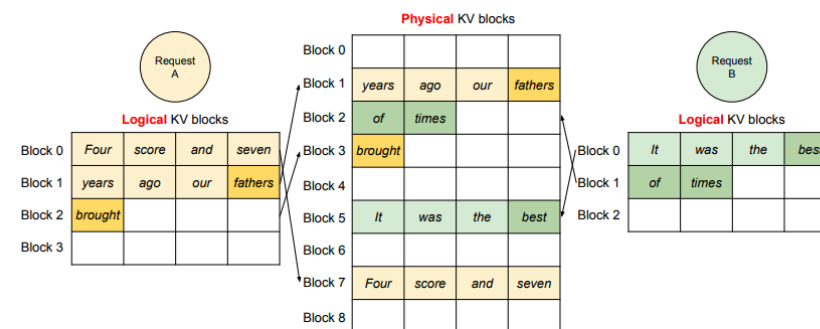 Physical KV blocks
Request A
Logical KV blocks
Block 0 Four score and seven
Block 1 years ago our fathers
Block 2 brought
Block 3
Block 0
Block 1 years ago our fathers
Block 2 of times
Block 3 brought
Block 4
Block 5 It was the best
Block 6
Block 7 Four score and seven
Block 8
Request B
Logical KV blocks
Block 0 It was the best
Block 1 of times
Block 2